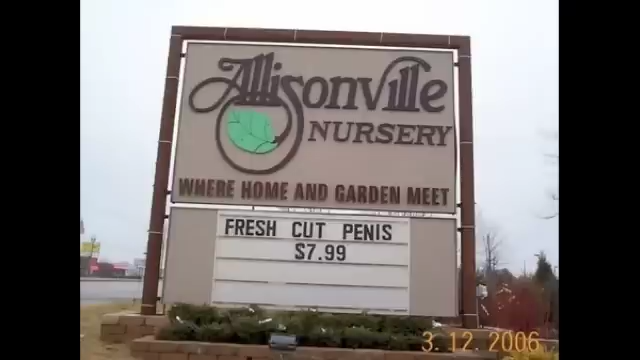 Allisonville
NURSERY
WHERE HOME AND GARDEN MEET
FRESH CUT PENIS
$7.99
3.12.2006